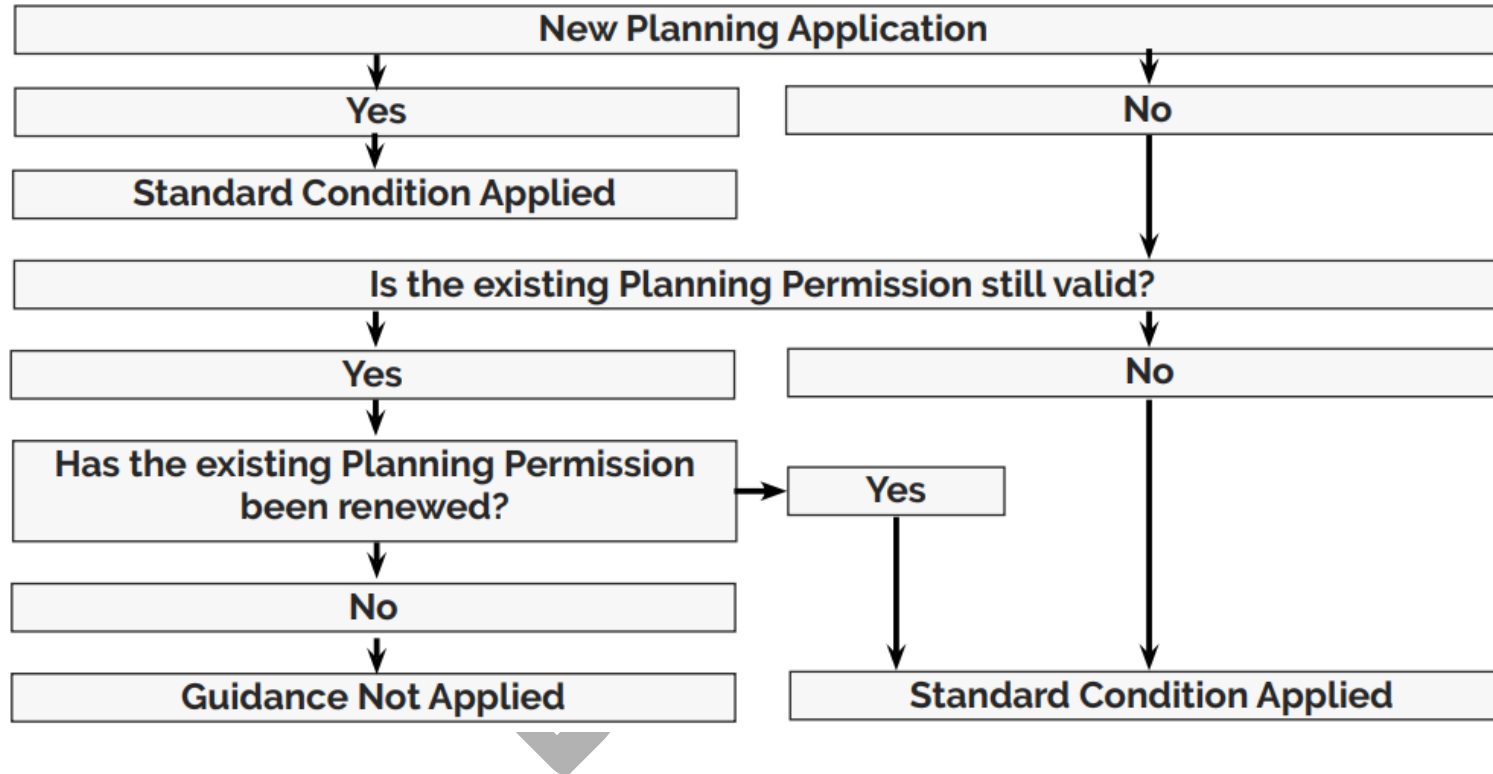 New Planning Application
Yes
No
Standard Condition Applied
Is the existing Planning Permission still valid?
Yes
No
Has the existing Planning Permission
been renewed?
Yes
No
Guidance Not Applied
Standard Condition Applied